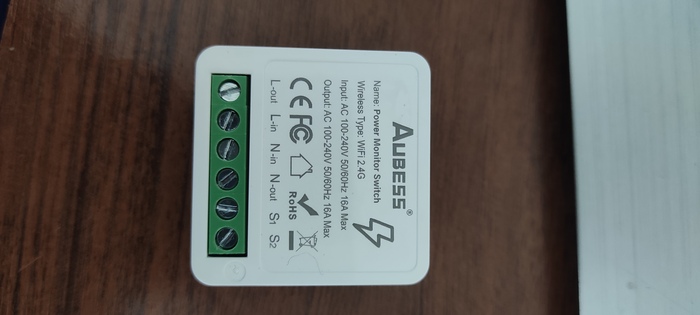 AUBESS®
Name: Power Monitor Switch
Wireless Type: WiFi 2.4G
Input: AC 100-240V 50/60Hz 16A Max
Output: AC 100-240V 50/60Hz 16A Max
CE FC RoHS
L-out L-in N-in N-out S1 S2